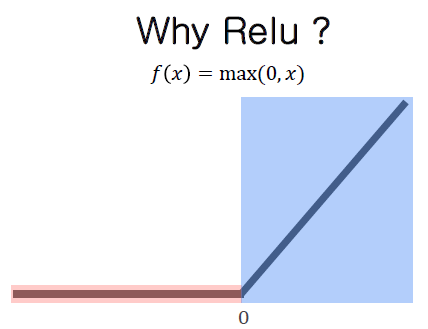 Why Relu ?
f(x) = max(0, x)
0